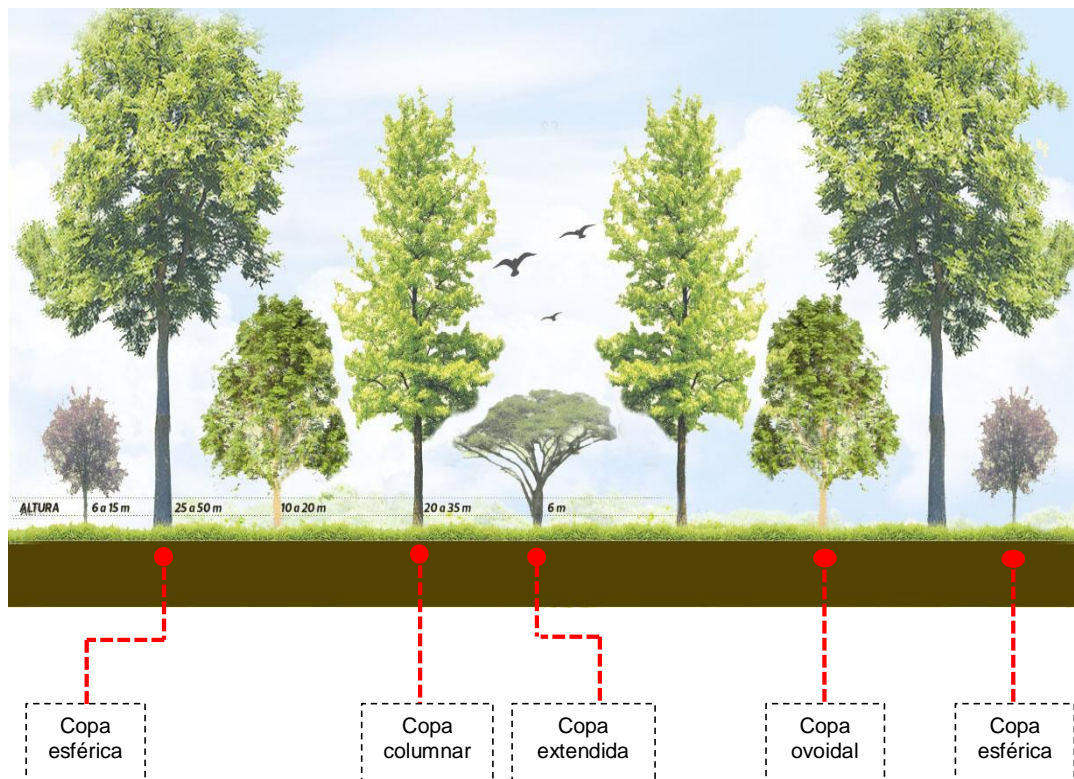 ALTURA 6 a 15 m 25 a 50 m 10 a 20 m 20 a 35 m 6 m
Copa
esférica
Copa
columnar
Copa
extendida
Copa
ovoidal
Copa
esférica